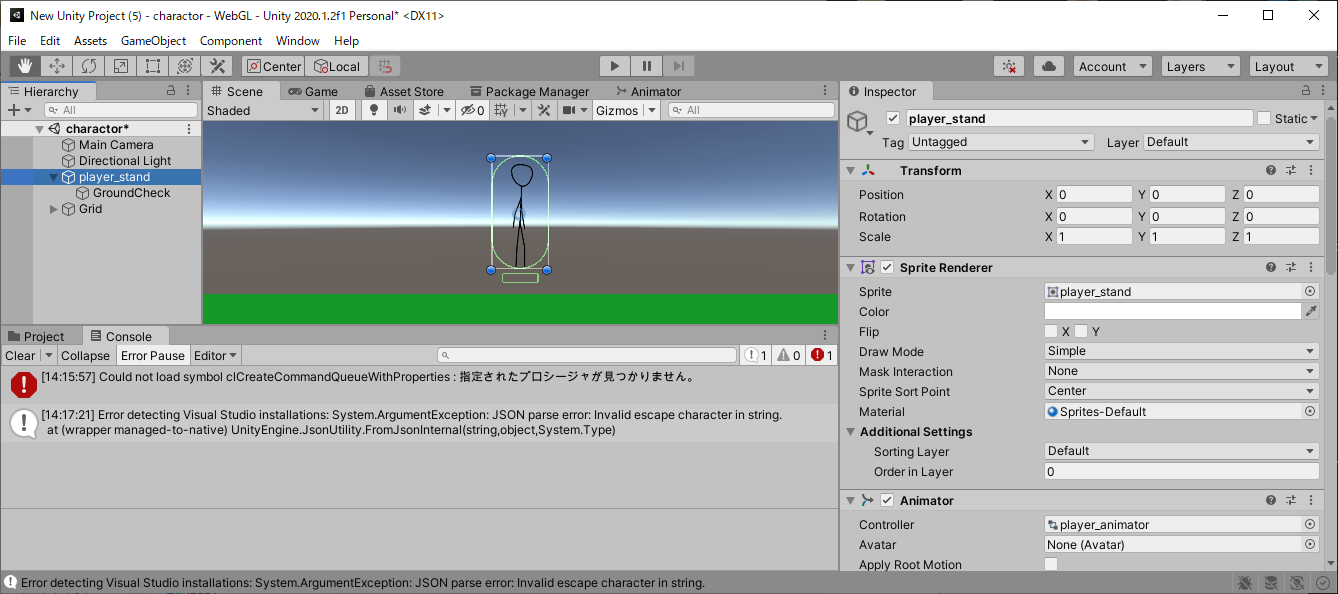 New Unity Project (5) - charactor - WebGL - Unity 2020.1.2f1 Personal* <DX11>
File Edit Assets GameObject Component Window Help
Center Local Account Layers Layout
Hierarchy
All
charactor*
Main Camera
Directional Light
player_stand
GroundCheck
Grid
Scene Game Asset Store Package Manager Animator
Shaded 2D 0 Gizmos All
Project Console
Clear Collapse Error Pause Editor 1 0 1
[14:15:57] Could not load symbol clCreateCommandQueueWithProperties : 指定されたプロシージャが見つかりません。
[14:17:21] Error detecting Visual Studio installations: System.ArgumentException: JSON parse error: Invalid escape character in string.
at (wrapper managed-to-native) UnityEngine.JsonUtility.FromJsonInternal(string,object,System.Type)
Inspector
player_stand Static
Tag Untagged Layer Default
Transform
Position X 0 Y 0 Z 0
Rotation X 0 Y 0 Z 0
Scale X 1 Y 1 Z 1
Sprite Renderer
Sprite player_stand
Color
Flip X Y
Draw Mode Simple
Mask Interaction None
Sprite Sort Point Center
Material Sprites-Default
Additional Settings
Sorting Layer Default
Order in Layer 0
Animator
Controller player_animator
Avatar None (Avatar)
Apply Root Motion
Error detecting Visual Studio installations: System.ArgumentException: JSON parse error: Invalid escape character in string.